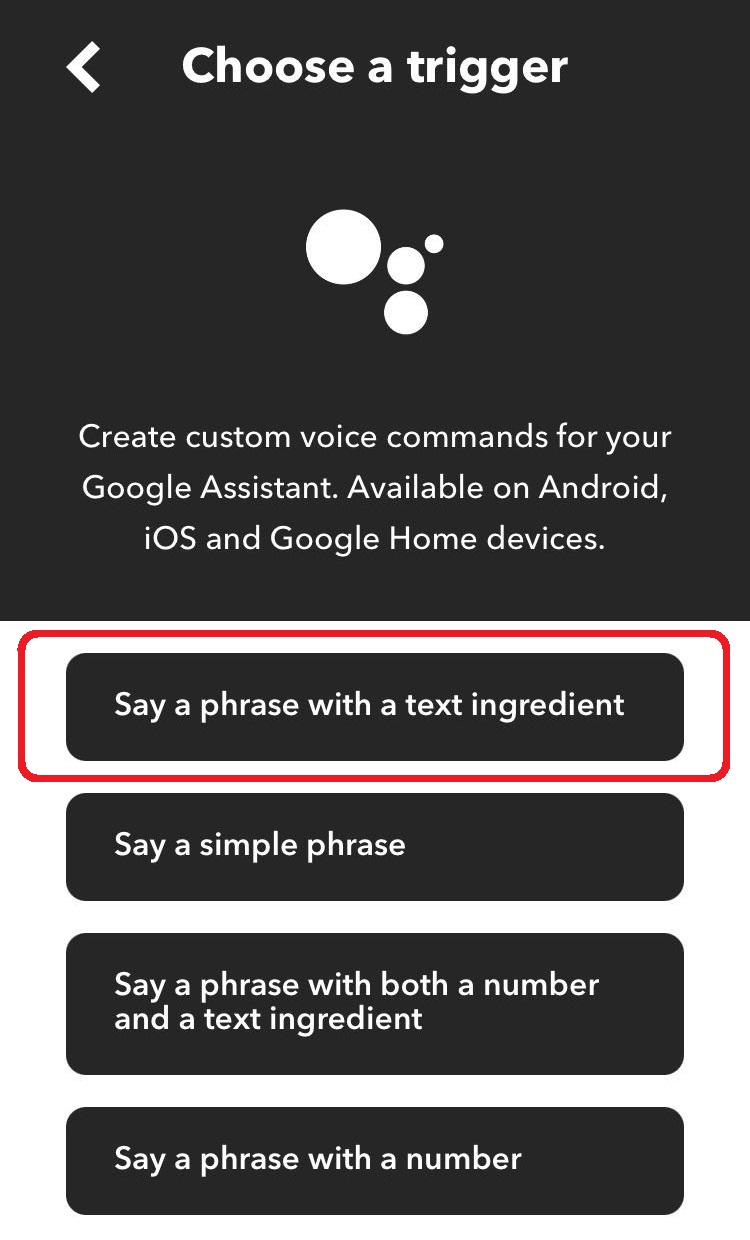 Choose a trigger
Create custom voice commands for your
Google Assistant. Available on Android,
iOS and Google Home devices.
Say a phrase with a text ingredient
Say a simple phrase
Say a phrase with both a number
and a text ingredient
Say a phrase with a number